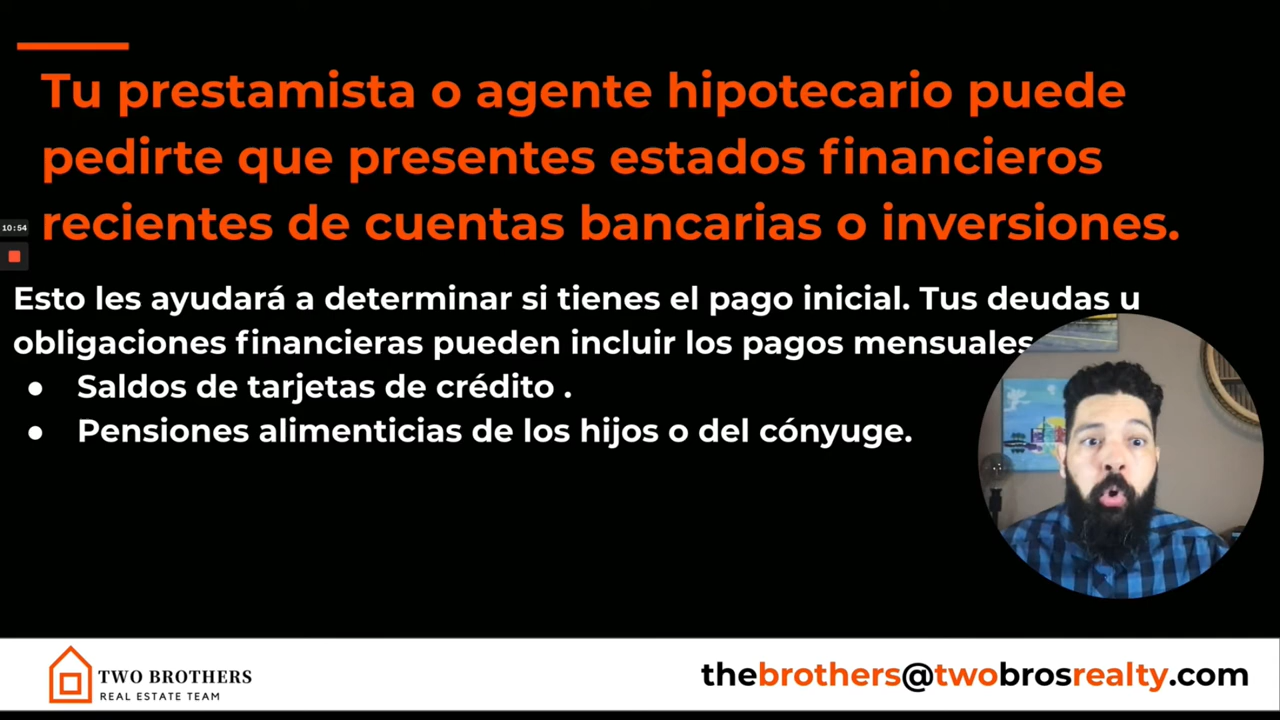 Tu prestamista o agente hipotecario puede
pedirte que presentes estados financieros
recientes de cuentas bancarias o inversiones.
10:54
Esto les ayudará a determinar si tienes el pago inicial. Tus deudas u
obligaciones financieras pueden incluir los pagos mensuales
● Saldos de tarjetas de crédito .
● Pensiones alimenticias de los hijos o del cónyuge.
TWO BROTHERS
REAL ESTATE TEAM
thebrothers@twobrosrealty.com